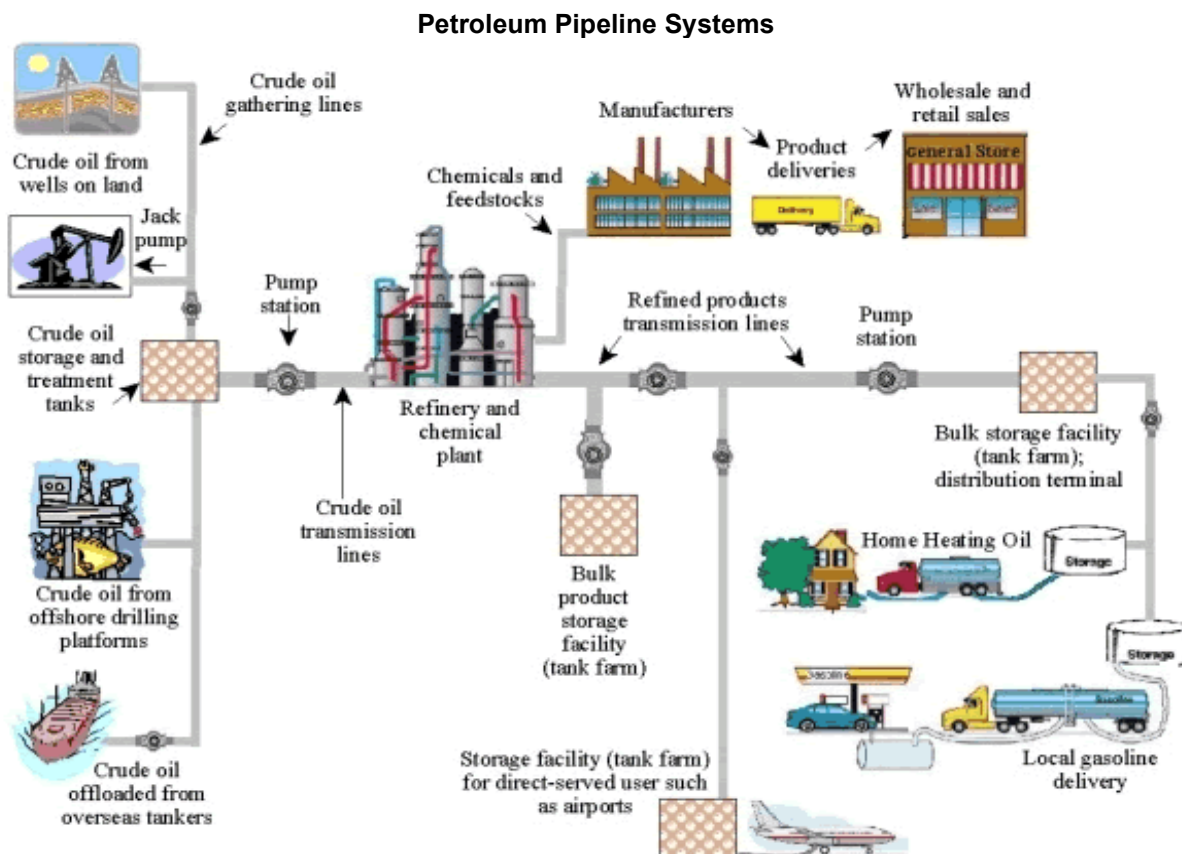 Petroleum Pipeline Systems
Crude oil
gathering lines
Crude oil from
wells on land
Jack
pump
Crude oil
storage and
treatment
tanks
Pump
station
Chemicals and
feedstocks
Manufacturers
Product
deliveries
Delivery
Wholesale and
retail sales
General Store
Refined products
transmission lines
Pump
station
Refinery and
chemical
plant
Crude oil
transmission
lines
Bulk storage facility
(tank farm);
distribution terminal
Crude oil from
offshore drilling
platforms
Bulk
product
storage
facility
(tank farm)
Home Heating Oil
Storage
Storage
Gasoline
Local gasoline
delivery
Crude oil
offloaded from
overseas tankers
Storage facility (tank farm)
for direct-served user such
as airports